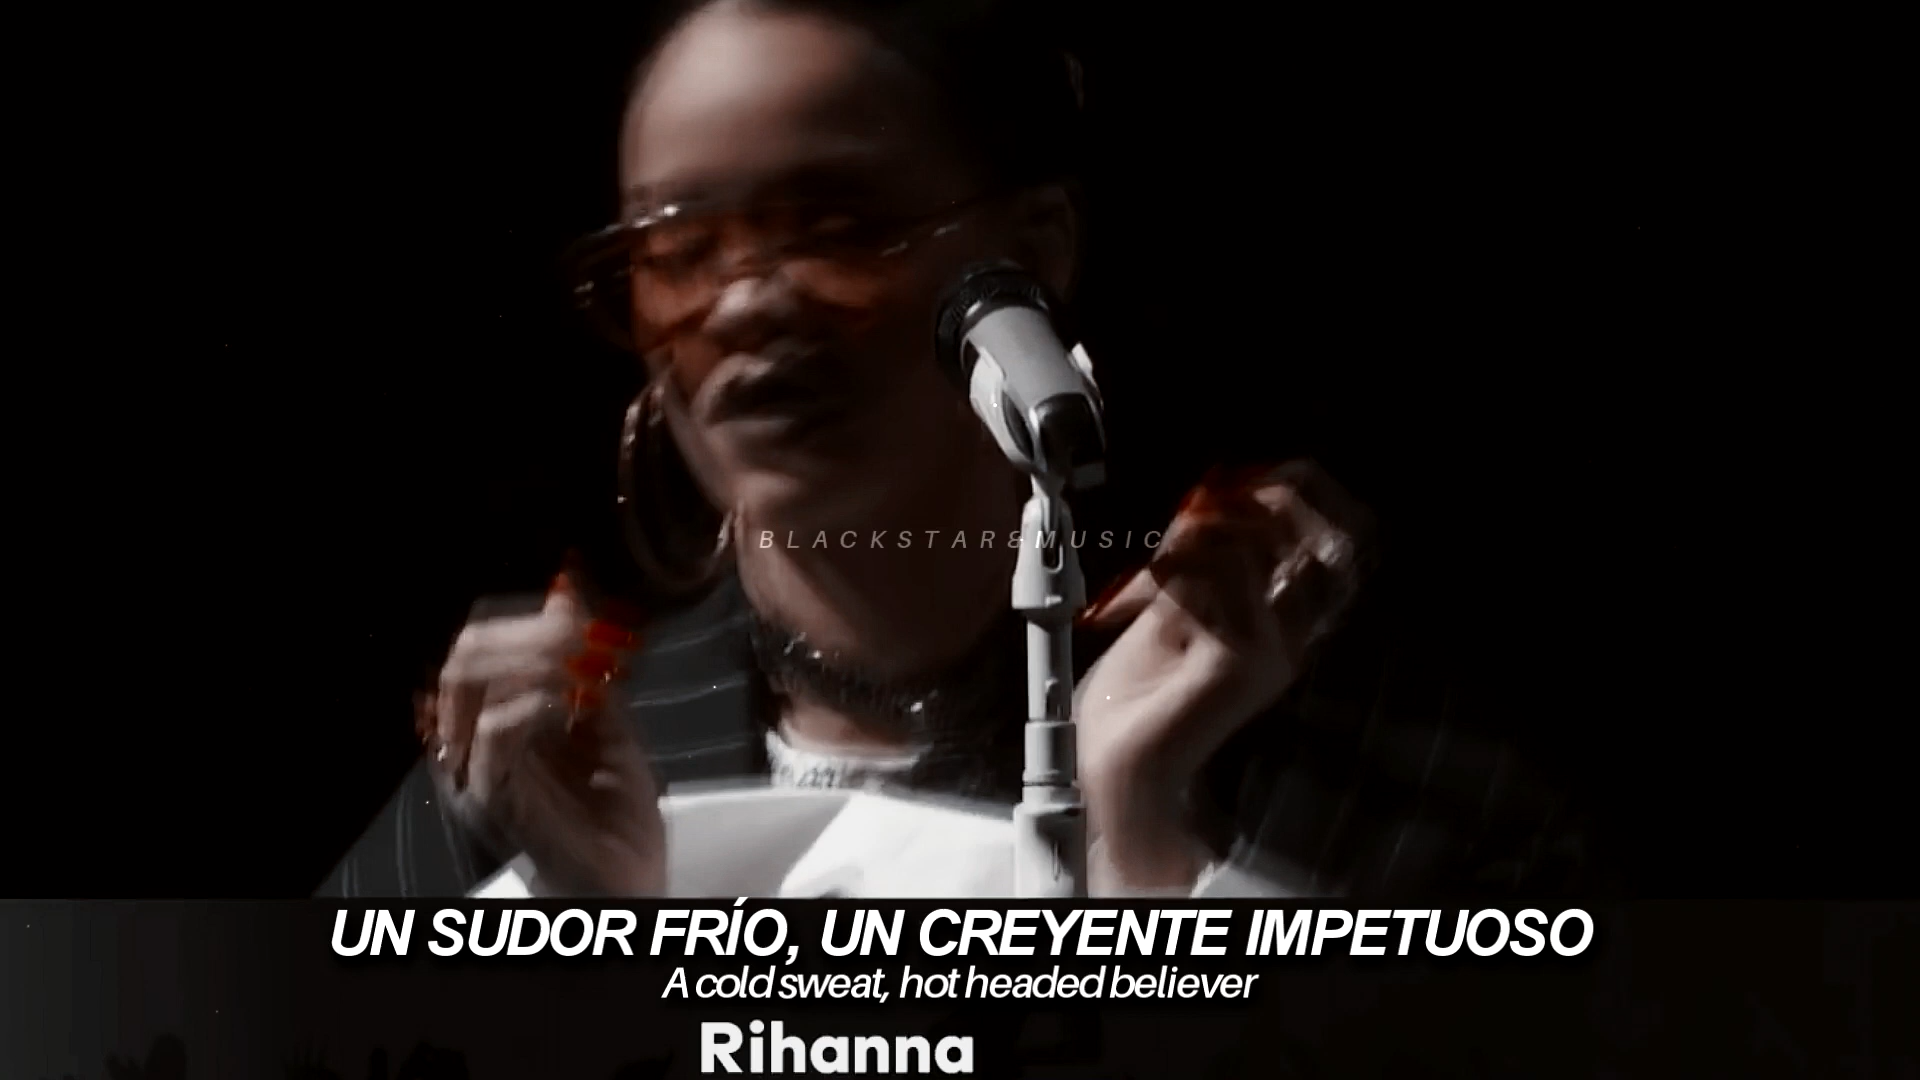 BLACKSTAR&MUSIC
UN SUDOR FRÍO, UN CREYENTE IMPETUOSO
A cold sweat, hot headed believer
Rihanna